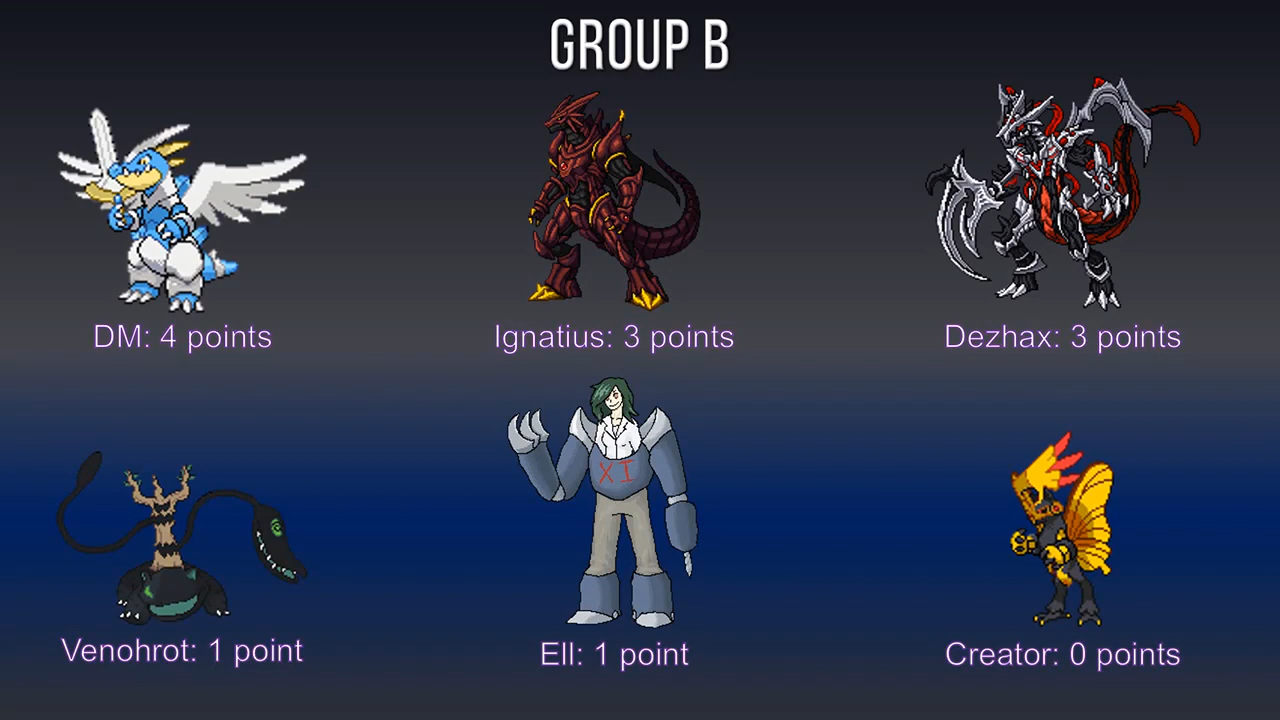 GROUP B
DM: 4 points
Ignatius: 3 points
Dezhax: 3 points
XI
Venohrot: 1 point
Ell: 1 point
Creator: 0 points